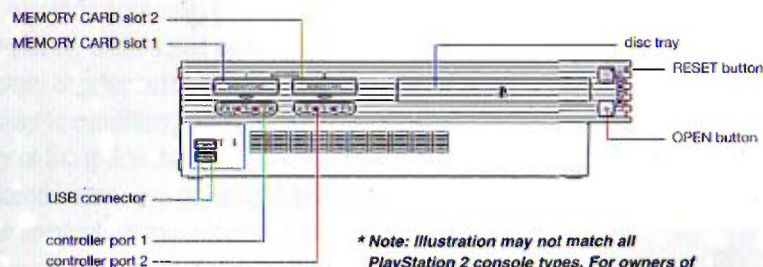 MEMORY CARD slot 2
MEMORY CARD slot 1
disc tray
RESET button
OPEN button
USB connector
controller port 1
controller port 2
* Note: Illustration may not match all
PlayStation 2 console types. For owners of